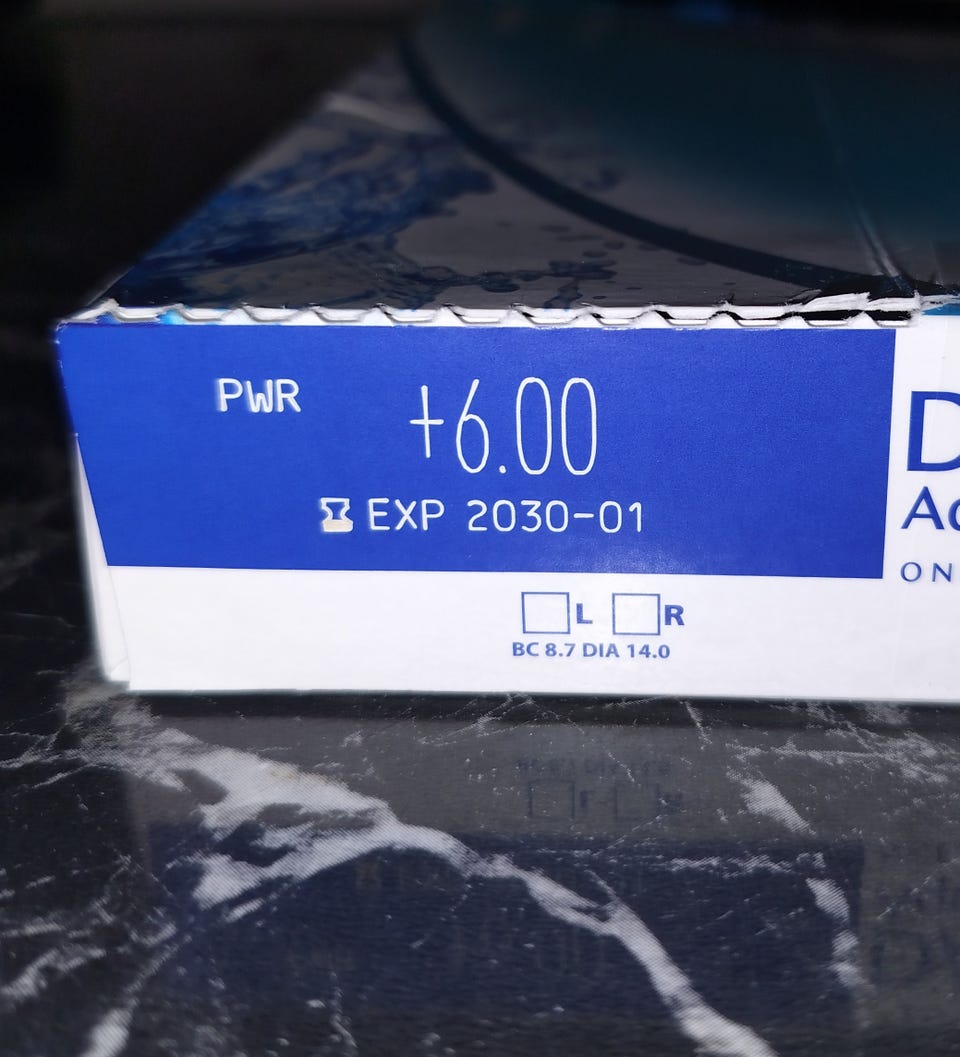 PWR +6.00
EXP 2030-01
L R
BC 8.7 DIA 14.0